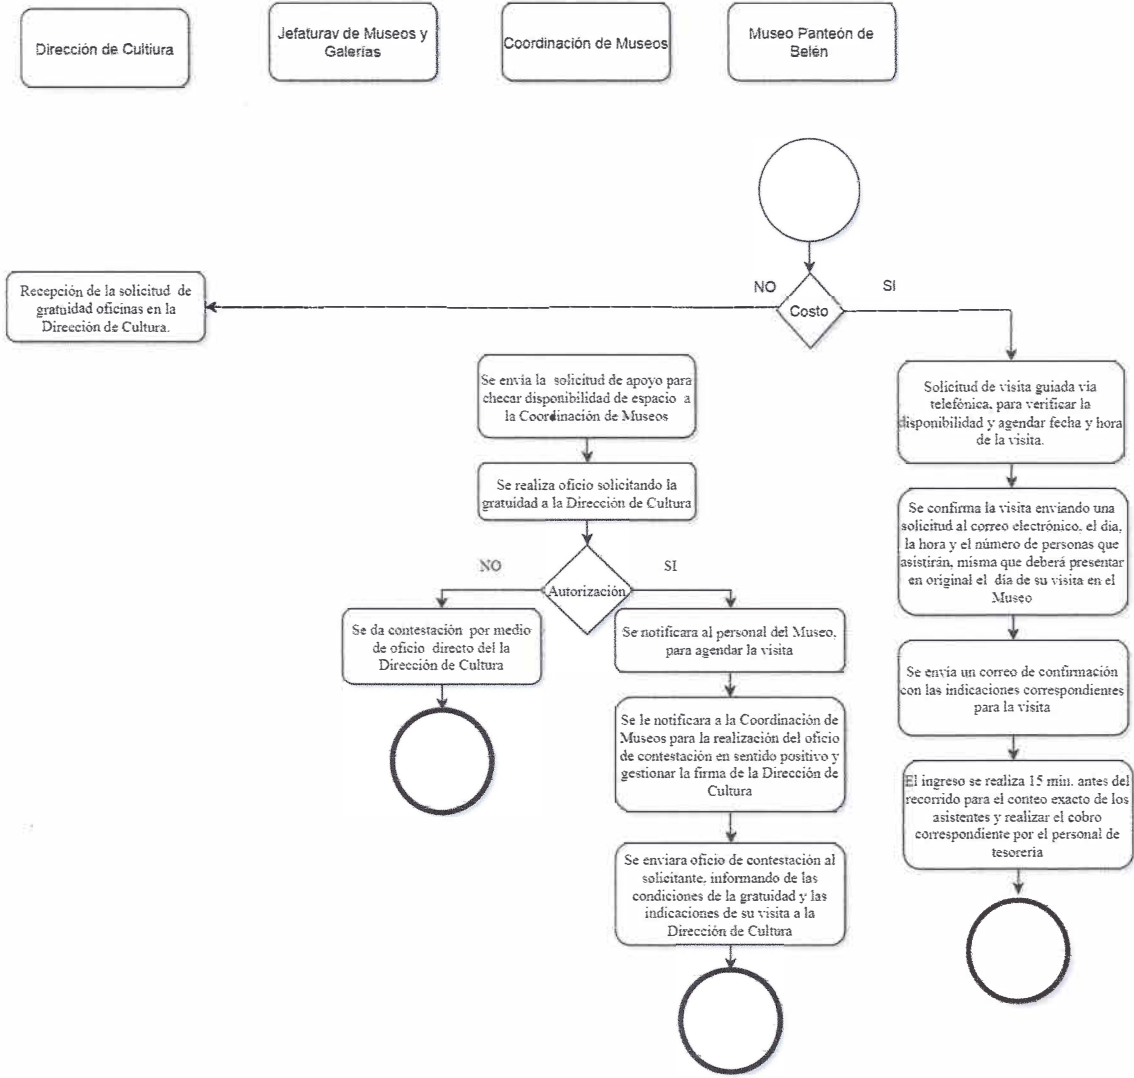 Dirección de Cultiura
Jefaturav de Museos y
Galerías
Coordinación de Museos
Museo Panteón de
Belén
NO
SI
Costo
Recepción de la solicitud de
gratuidad oficinas en la
Dirección de Cultura.
Se envia la solicitud de apoyo para
checar disponibilidad de espacio a
la Coordinación de Museos
Se realiza oficio solicitando la
gratuidad a la Dirección de Cultura
NO
SI
Autorización
Se da contestación por medio
de oficio directo del la
Dirección de Cultura
Se notificara al personal del Museo,
para agendar la visita
Se le notificara a la Coordinación de
Museos para la realización del oficio
de contestación en sentido positivo y
gestionar la firma de la Dirección de
Cultura
Se enviara oficio de contestación al
solicitante, informando de las
condiciones de la gratuidad y las
indicaciones de su visita a la
Dirección de Cultura
Solicitud de visita guiada via
telefónica, para verificar la
disponibilidad y agendar fecha y hora
de la visita.
Se confirma la visita enviando una
solicitud al correo electrónico, el dia,
la hora y el número de personas que
asistirán, misma que deberá presentar
en original el día de su visita en el
Museo
Se envia un correo de confirmación
con las indicaciones correspondientes
para la visita
El ingreso se realiza 15 min. antes del
recorrido para el conteo exacto de los
asistentes y realizar el cobro
correspondiente por el personal de
tesoreria